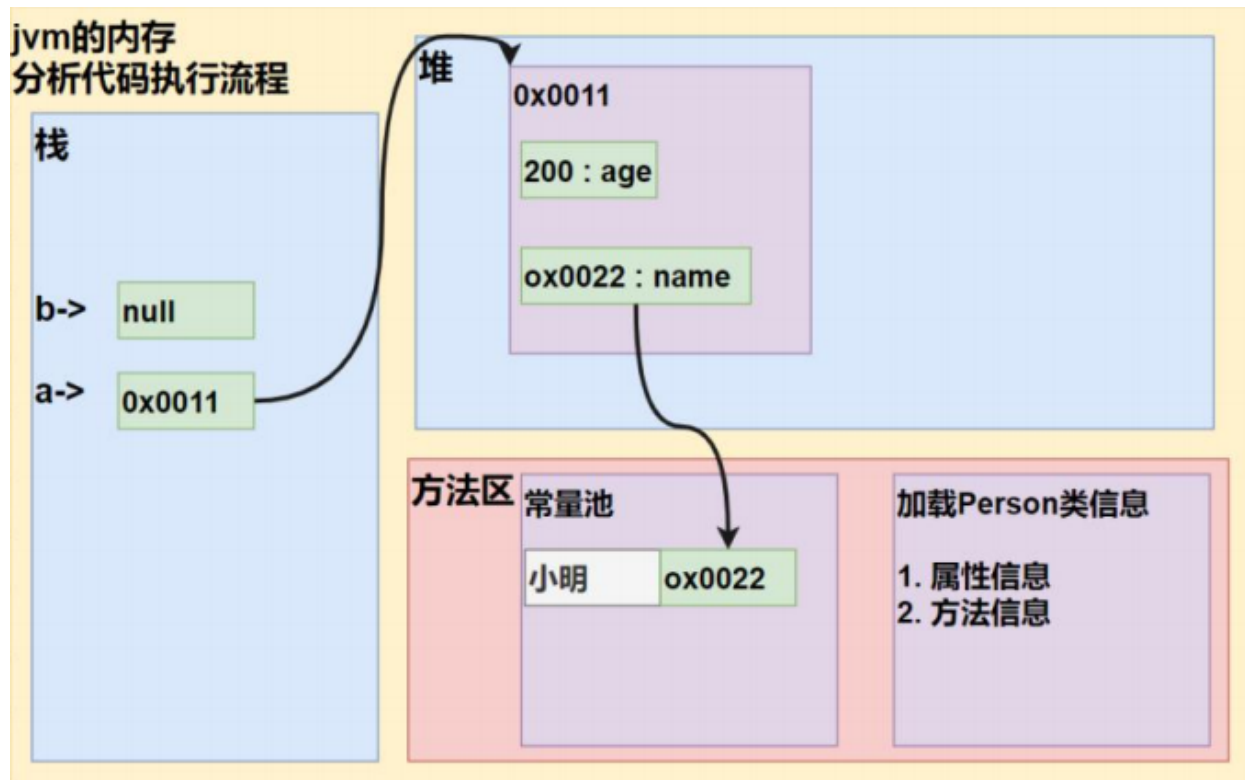 jvm的内存
分析代码执行流程
栈
b->
null
a->
0x0011
堆
0x0011
200 : age
ox0022 : name
方法区
常量池
小明
ox0022
加载Person类信息
1. 属性信息
2. 方法信息